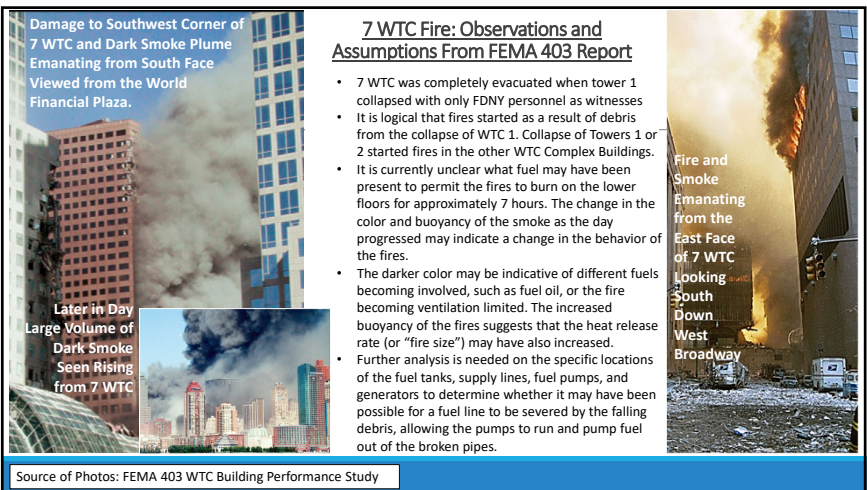 Damage to Southwest Corner of
7 WTC and Dark Smoke Plume
Emanating from South Face
Viewed from the World
Financial Plaza.
Later in Day
Large Volume of
Dark Smoke
Seen Rising
from 7 WTC
7 WTC Fire: Observations and
Assumptions From FEMA 403 Report
• 7 WTC was completely evacuated when tower 1
collapsed with only FDNY personnel as witnesses
• It is logical that fires started as a result of debris
from the collapse of WTC 1. Collapse of Towers 1 or
2 started fires in the other WTC Complex Buildings.
• It is currently unclear what fuel may have been
present to permit the fires to burn on the lower
floors for approximately 7 hours. The change in the
color and buoyancy of the smoke as the day
progressed may indicate a change in the behavior of
the fires.
• The darker color may be indicative of different fuels
becoming involved, such as fuel oil, or the fire
becoming ventilation limited. The increased
buoyancy of the fires suggests that the heat release
rate (or “fire size”) may have also increased.
• Further analysis is needed on the specific locations
of the fuel tanks, supply lines, fuel pumps, and
generators to determine whether it may have been
possible for a fuel line to be severed by the falling
debris, allowing the pumps to run and pump fuel
out of the broken pipes.
Fire and
Smoke
Emanating
from the
East Face
of 7 WTC
Looking
South
Down
West
Broadway
Source of Photos: FEMA 403 WTC Building Performance Study